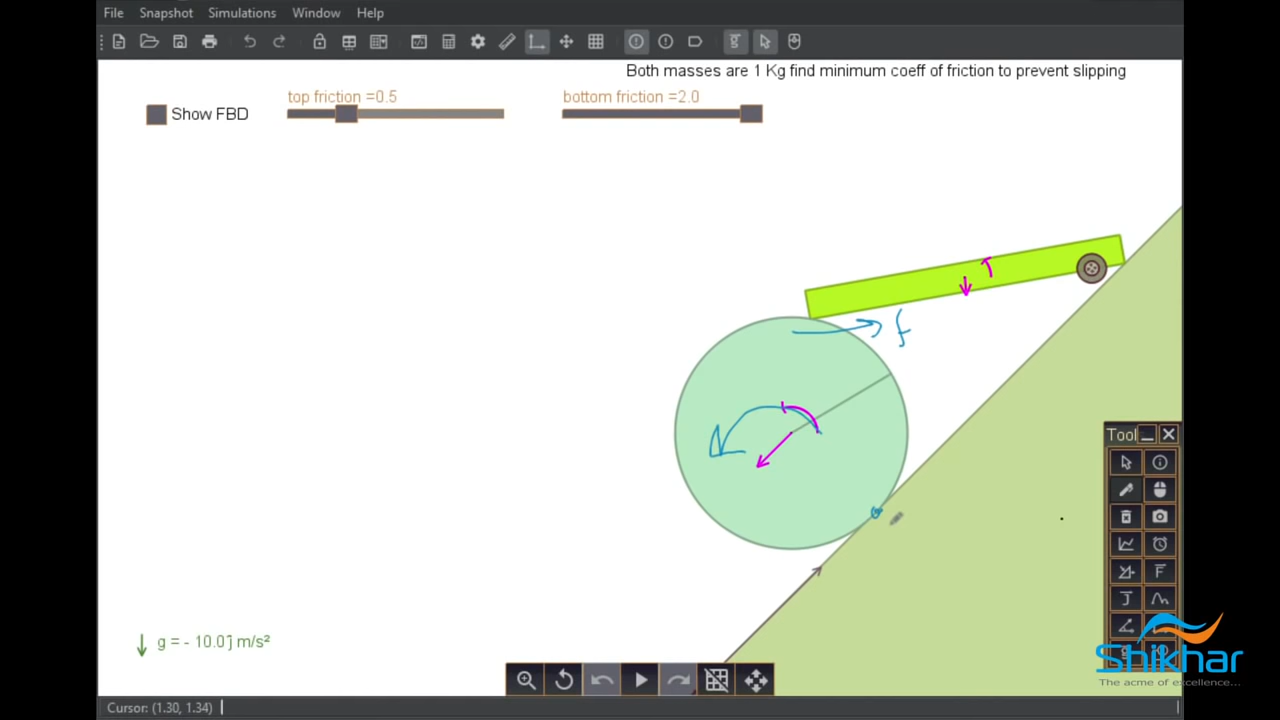 File Snapshot Simulations Window Help
Both masses are 1 Kg find minimum coeff of friction to prevent slipping
Show FBD
top friction =0.5
bottom friction =2.0
f
Tool
g = - 10.0ĵ m/s²
Shikhar
The acme of excellence...
Cursor: (1.30, 1.34)